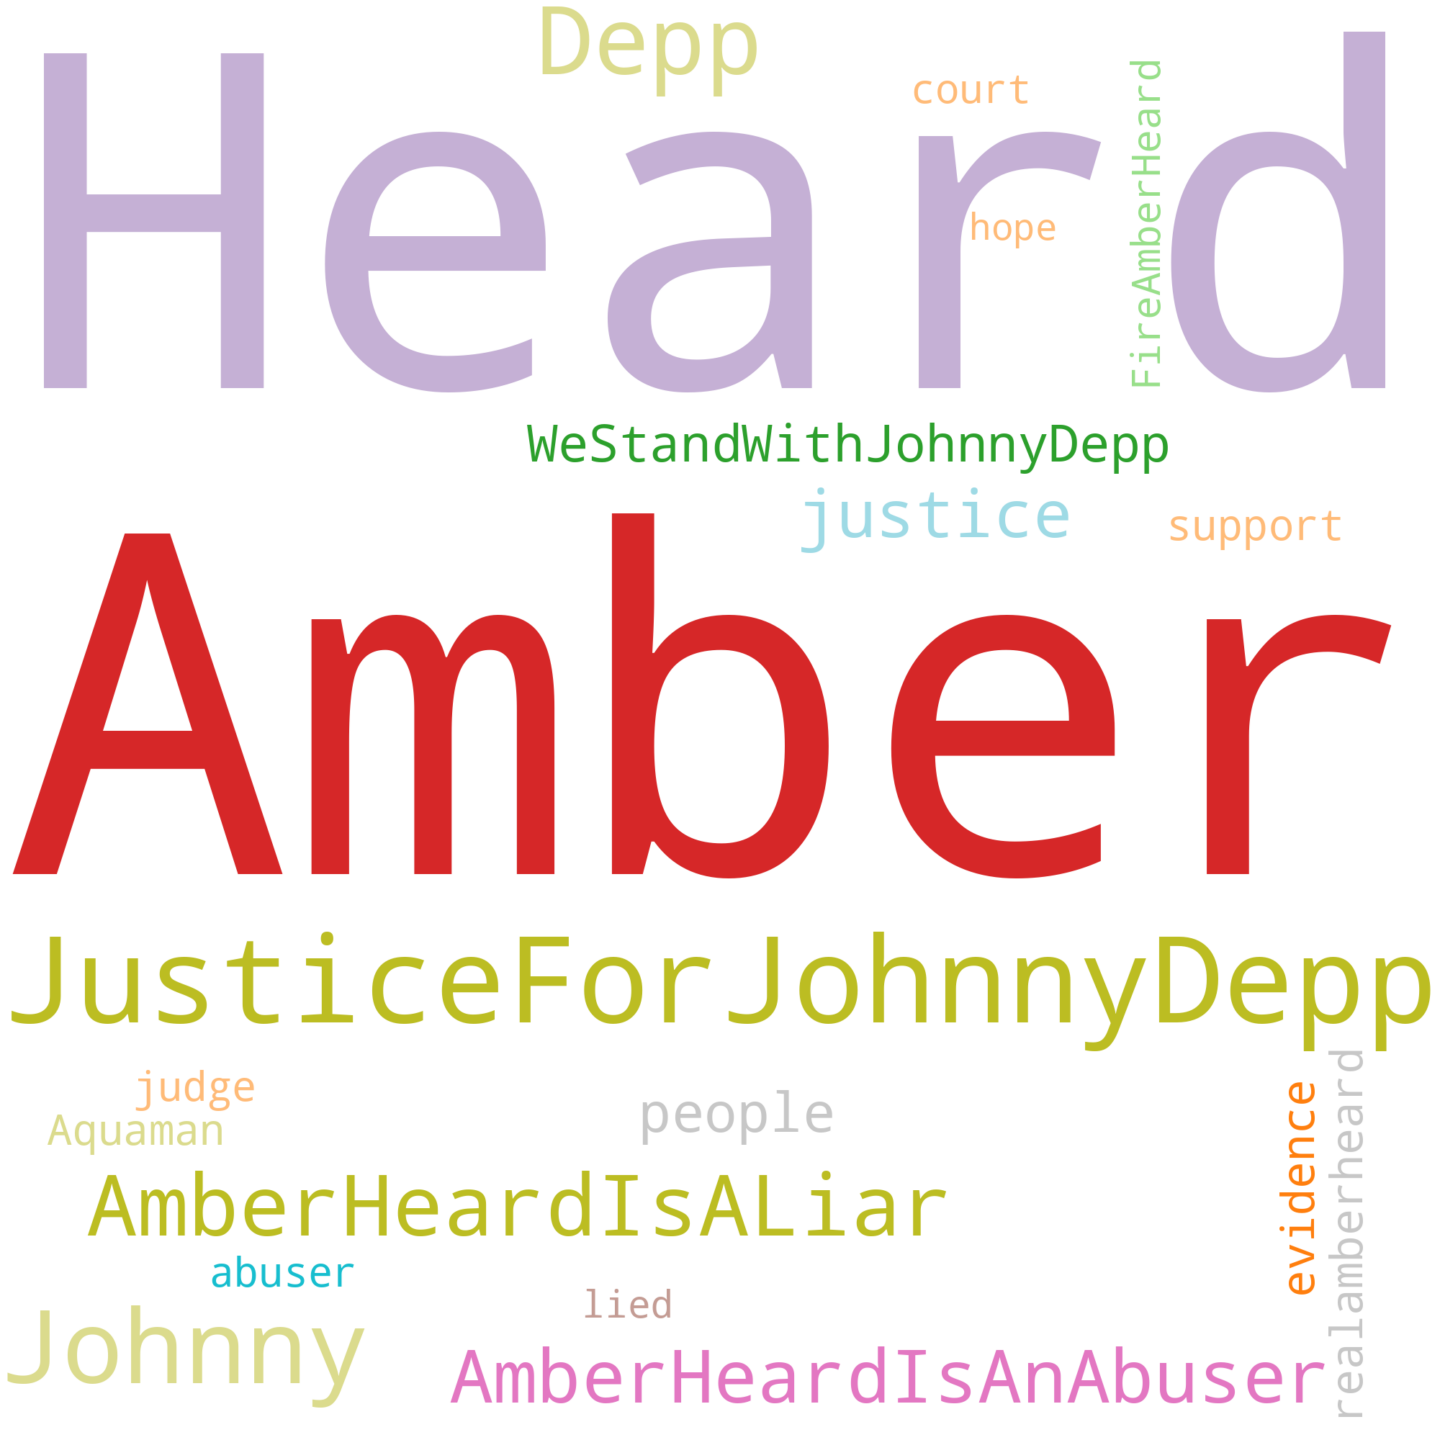 Depp
court
Heard
FireAmberHeard
hope
WeStandWithJohnnyDepp
justice
support
Amber
JusticeForJohnnyDepp
judge
people
Aquaman
evidence
realamberheard
AmberHeardIsALiar
abuser
lied
Johnny
AmberHeardIsAnAbuser